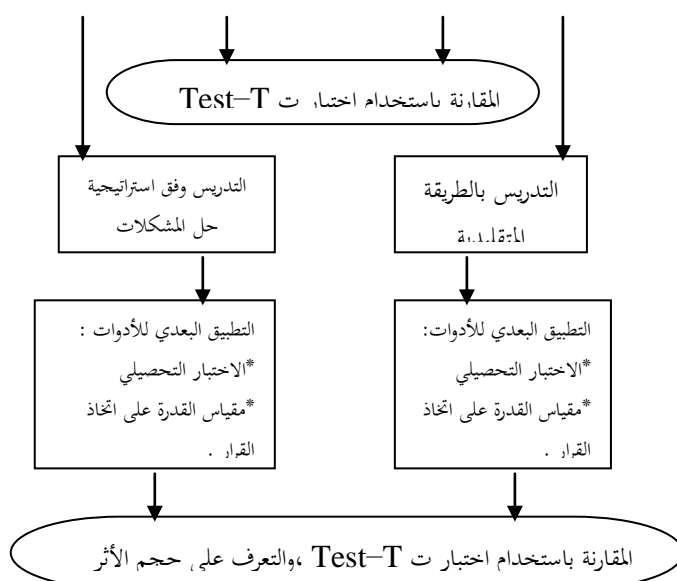 المقارنة باستخدام اختبار ت Test–T
التدريس بالطريقة
المتقليدية
التدريس وفق استراتيجية
حل المشكلات
التطبيق البعدي للأدوات:
*الاختبار التحصيلي
*مقياس القدرة على اتخاذ
القرار .
التطبيق البعدي للأدوات :
*الاختبار التحصيلي
*مقياس القدرة على اتخاذ
القرار .
المقارنة باستخدام اختبار ت Test–T ،والتعرف على حجم الأثر